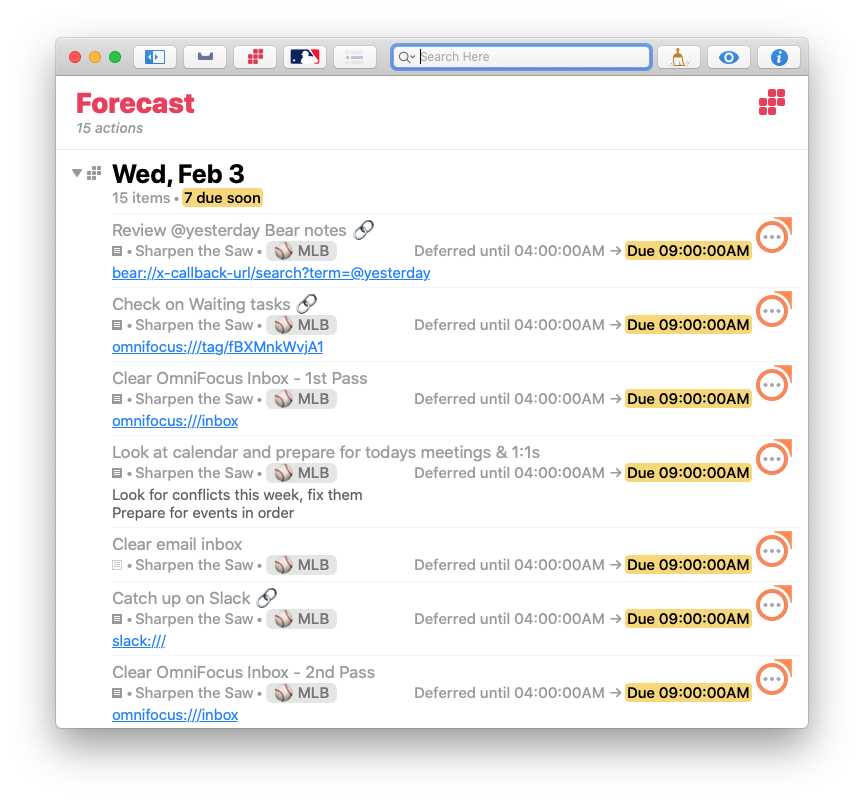 Search Here
Forecast
15 actions
Wed, Feb 3
15 items • 7 due soon
Review @yesterday Bear notes 🔗
• Sharpen the Saw • ⚾ MLB Deferred until 04:00:00AM → Due 09:00:00AM
bear://x-callback-url/search?term=@yesterday
Check on Waiting tasks 🔗
• Sharpen the Saw • ⚾ MLB Deferred until 04:00:00AM → Due 09:00:00AM
omnifocus:///tag/fBXMnkWvjA1
Clear OmniFocus Inbox - 1st Pass
• Sharpen the Saw • ⚾ MLB Deferred until 04:00:00AM → Due 09:00:00AM
omnifocus:///inbox
Look at calendar and prepare for todays meetings & 1:1s
• Sharpen the Saw • ⚾ MLB Deferred until 04:00:00AM → Due 09:00:00AM
Look for conflicts this week, fix them
Prepare for events in order
Clear email inbox
• Sharpen the Saw • ⚾ MLB Deferred until 04:00:00AM → Due 09:00:00AM
Catch up on Slack 🔗
• Sharpen the Saw • ⚾ MLB Deferred until 04:00:00AM → Due 09:00:00AM
slack:///
Clear OmniFocus Inbox - 2nd Pass
• Sharpen the Saw • ⚾ MLB Deferred until 04:00:00AM → Due 09:00:00AM
omnifocus:///inbox